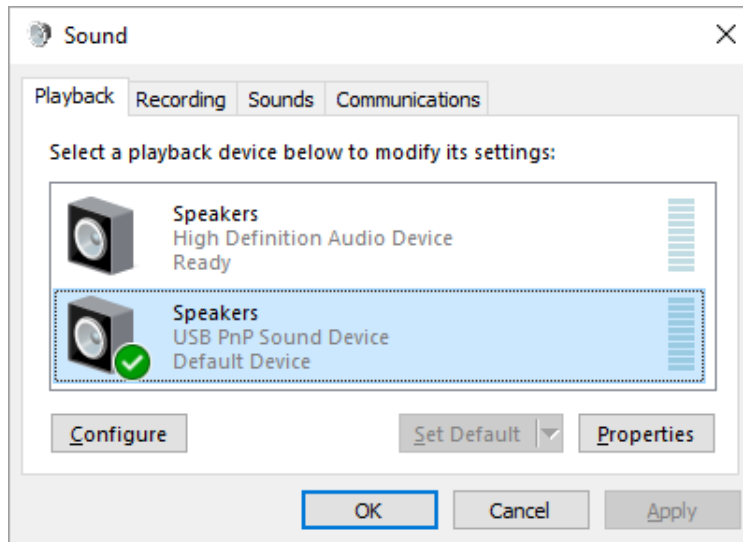 Sound
Playback Recording Sounds Communications
Select a playback device below to modify its settings:
Speakers
High Definition Audio Device
Ready
Speakers
USB PnP Sound Device
Default Device
Configure Set Default Properties
OK Cancel Apply